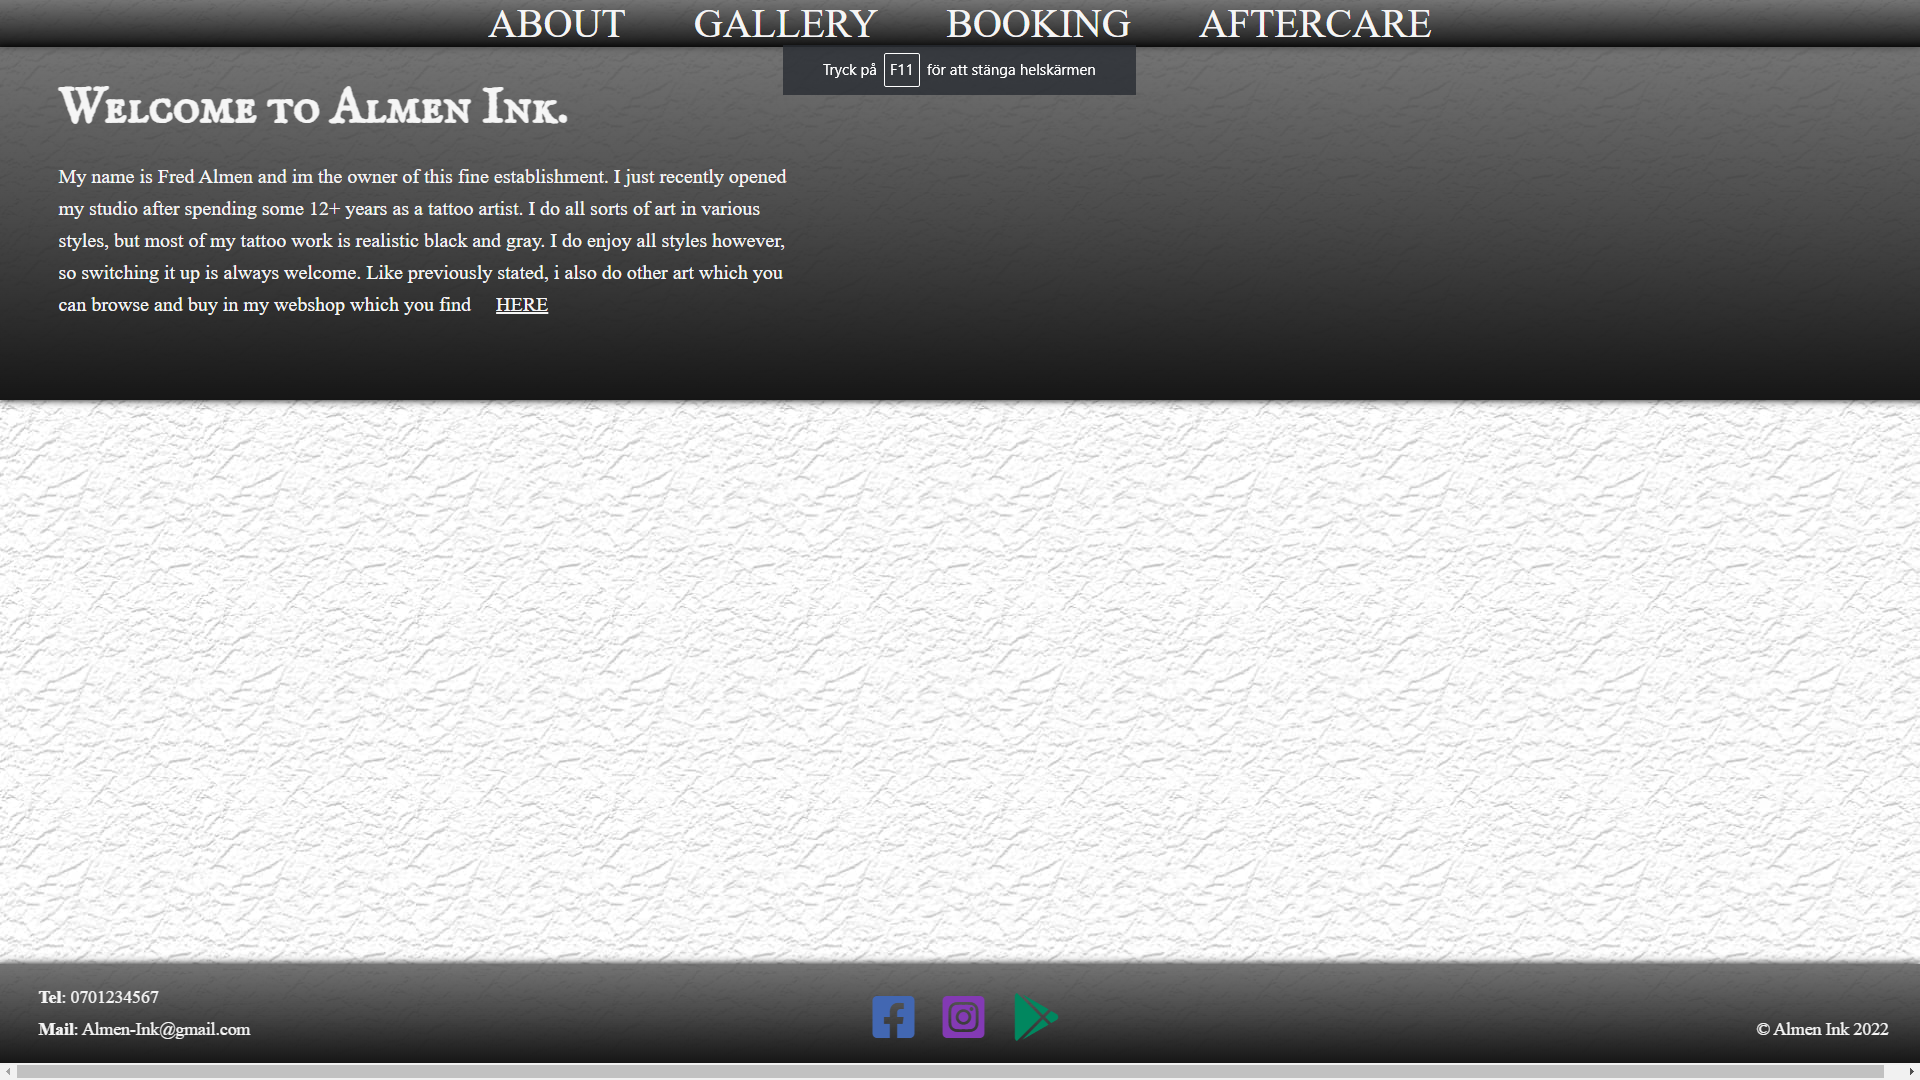 ABOUT GALLERY BOOKING AFTERCARE
Tryck på F11 för att stänga helskärmen
Welcome to Almen Ink.
My name is Fred Almen and im the owner of this fine establishment. I just recently opened
my studio after spending some 12+ years as a tattoo artist. I do all sorts of art in various
styles, but most of my tattoo work is realistic black and gray. I do enjoy all styles however,
so switching it up is always welcome. Like previously stated, i also do other art which you
can browse and buy in my webshop which you find HERE
Tel: 0701234567
Mail: Almen-Ink@gmail.com
© Almen Ink 2022